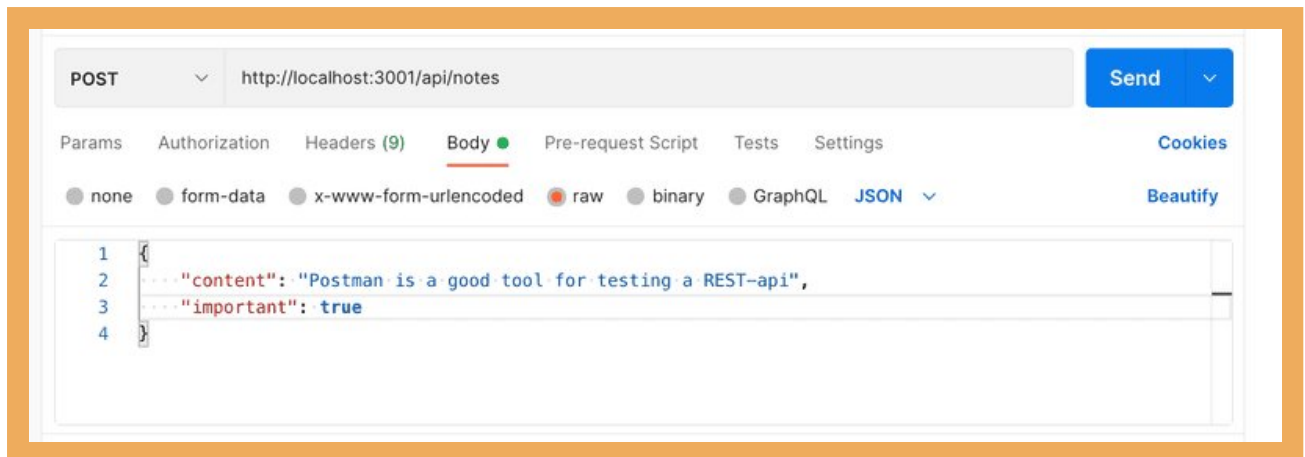 POST http://localhost:3001/api/notes Send
Params Authorization Headers (9) Body Pre-request Script Tests Settings Cookies
none form-data x-www-form-urlencoded raw binary GraphQL JSON Beautify
1 {
2 "content": "Postman is a good tool for testing a REST-api",
3 "important": true
4 }